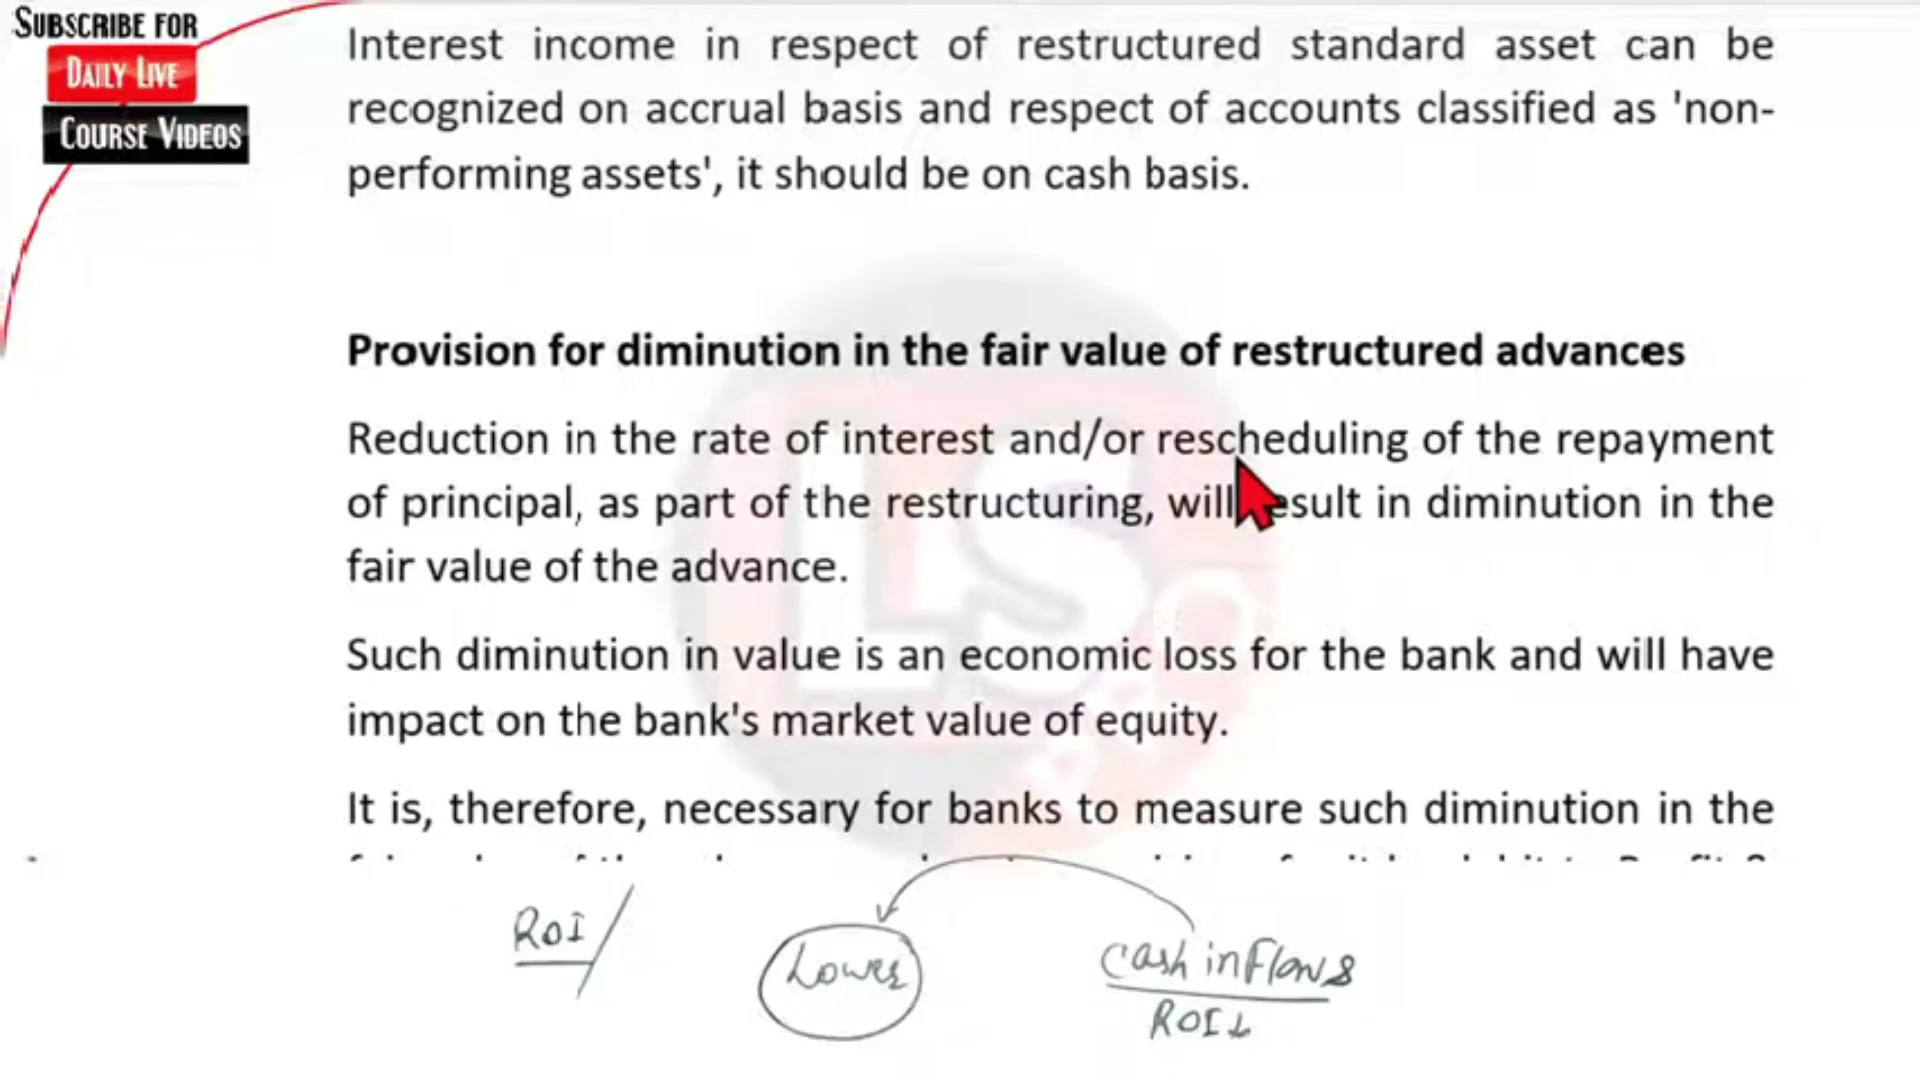 SUBSCRIBE FOR
DAILY LIVE
COURSE VIDEOS
Interest income in respect of restructured standard asset can be
recognized on accrual basis and respect of accounts classified as 'non-
performing assets', it should be on cash basis.
Provision for diminution in the fair value of restructured advances
Reduction in the rate of interest and/or rescheduling of the repayment
of principal, as part of the restructuring, will result in diminution in the
fair value of the advance.
Such diminution in value is an economic loss for the bank and will have
impact on the bank's market value of equity.
It is, therefore, necessary for banks to measure such diminution in the
ROI
Lower
cash inflows
ROI
LS